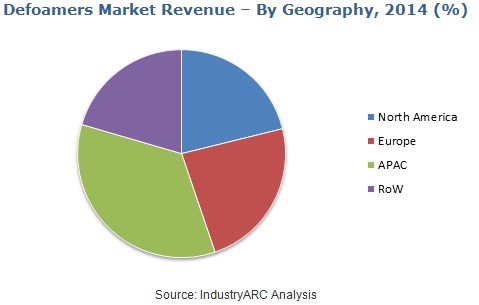 Defoamers Market Revenue – By Geography, 2014 (%)
North America
Europe
APAC
RoW
Source: IndustryARC Analysis